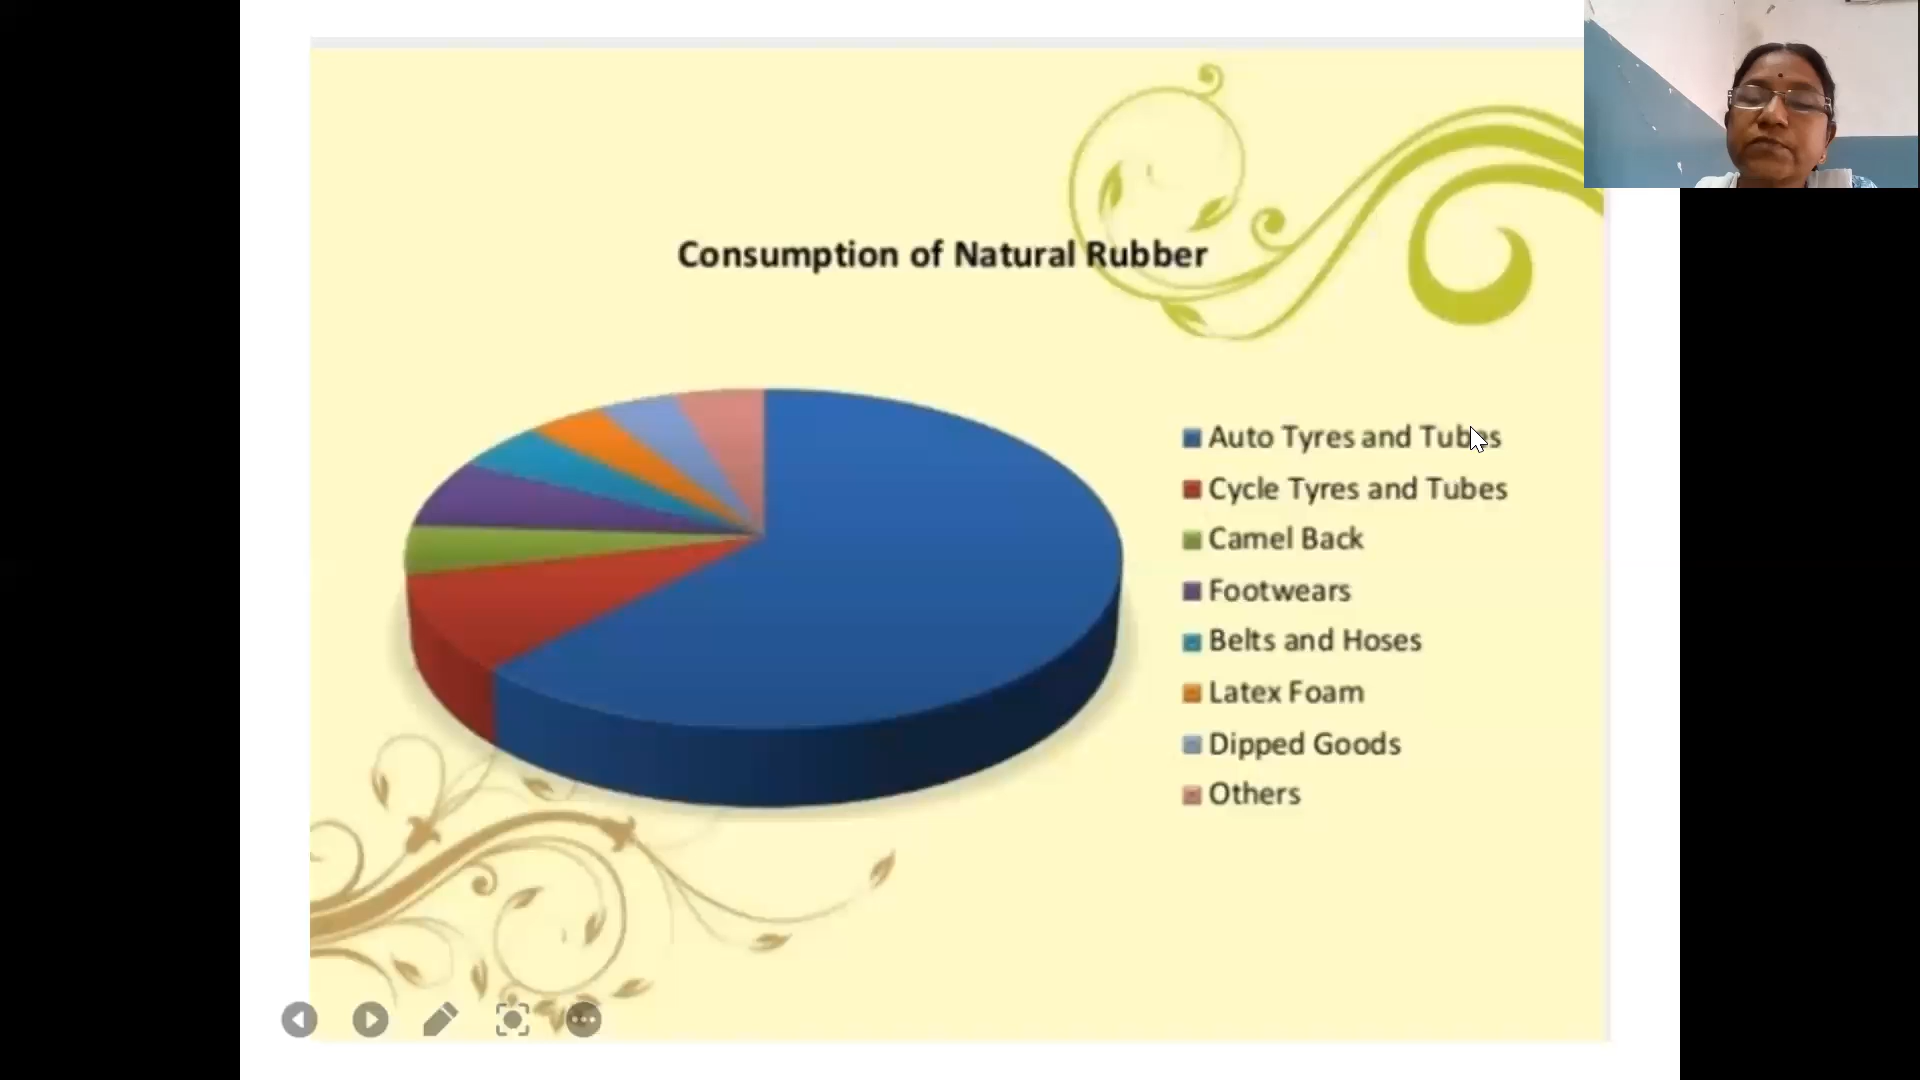 Consumption of Natural Rubber
Auto Tyres and Tubes
Cycle Tyres and Tubes
Camel Back
Footwears
Belts and Hoses
Latex Foam
Dipped Goods
Others